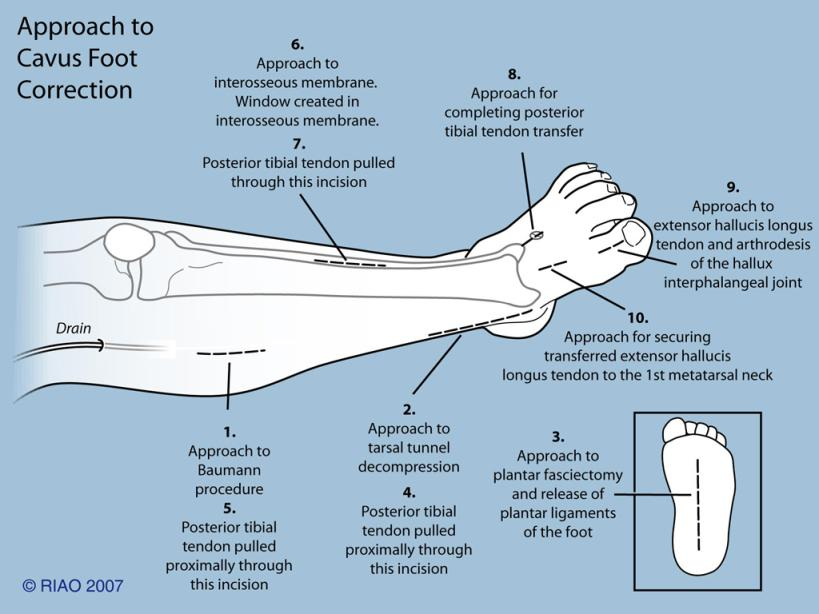 Approach to
Cavus Foot
Correction
6.
Approach to
interosseous membrane.
Window created in
interosseous membrane.
7.
Posterior tibial tendon pulled
through this incision
8.
Approach for
completing posterior
tibial tendon transfer
9.
Approach to
extensor hallucis longus
tendon and arthrodesis
of the hallux
interphalangeal joint
10.
Approach for securing
transferred extensor hallucis
longus tendon to the 1st metatarsal neck
Drain
1.
Approach to
Baumann
procedure
5.
Posterior tibial
tendon pulled
proximally through
this incision
2.
Approach to
tarsal tunnel
decompression
4.
Posterior tibial
tendon pulled
proximally through
this incision
3.
Approach to
plantar fasciectomy
and release of
plantar ligaments
of the foot
© RIAO 2007